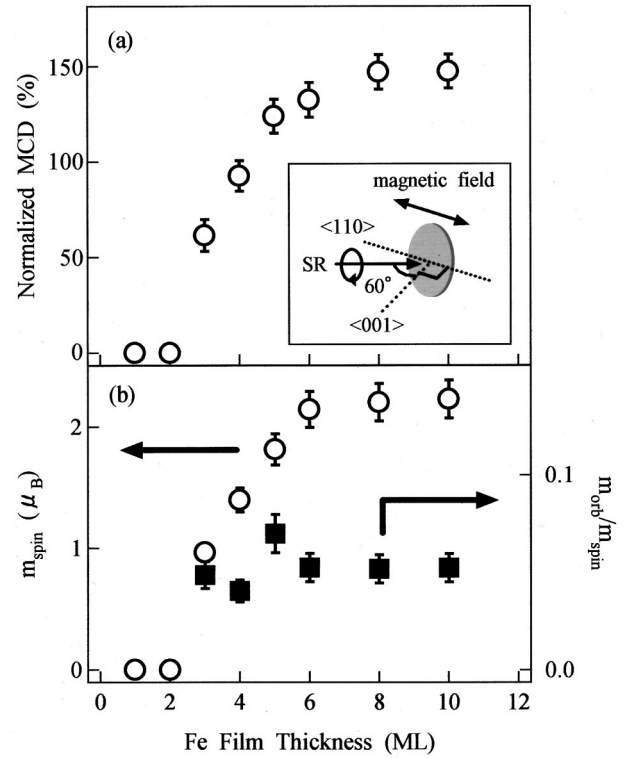 (a)
Normalized MCD (%)
150
100
50
0
magnetic field
<110>
SR
60°
<001>
(b)
m_spin (μ_B)
2
1
0
0.1
0.0
m_orb/m_spin
0 2 4 6 8 10 12
Fe Film Thickness (ML)